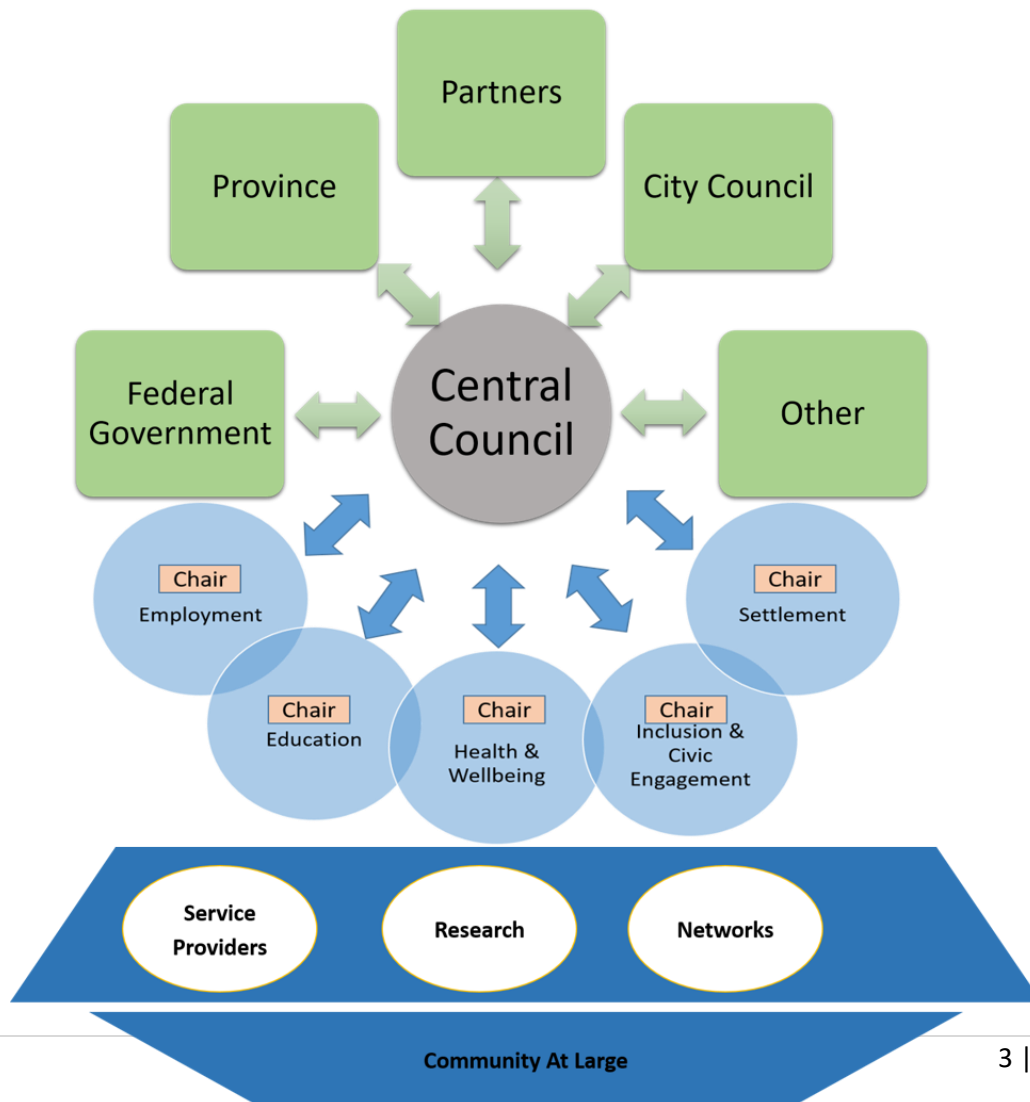 Partners
Province
City Council
Federal
Government
Central
Council
Other
Chair
Employment
Chair
Settlement
Chair
Education
Chair
Health &
Wellbeing
Chair
Inclusion &
Civic
Engagement
Service
Providers
Research
Networks
Community At Large
3 |